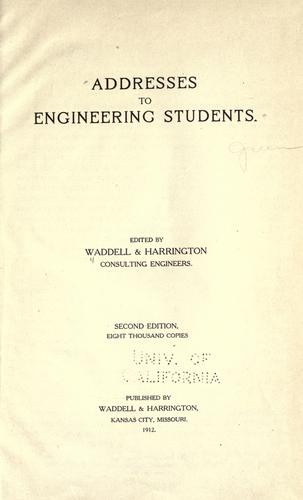 ADDRESSES
TO
ENGINEERING STUDENTS.
EDITED BY
WADDELL & HARRINGTON
CONSULTING ENGINEERS.
SECOND EDITION,
EIGHT THOUSAND COPIES
UNIV. OF
CALIFORNIA
PUBLISHED BY
WADDELL & HARRINGTON,
KANSAS CITY, MISSOURI.
1912.